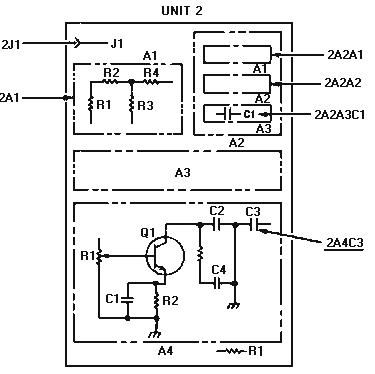 UNIT 2
2J1
J1
A1
2A2A1
R2
R4
A1
2A2A2
2A1
R1
R3
A2
C1
2A2A3C1
A3
A2
A3
C2
C3
Q1
2A4C3
R1
C4
C1
R2
A4
R1